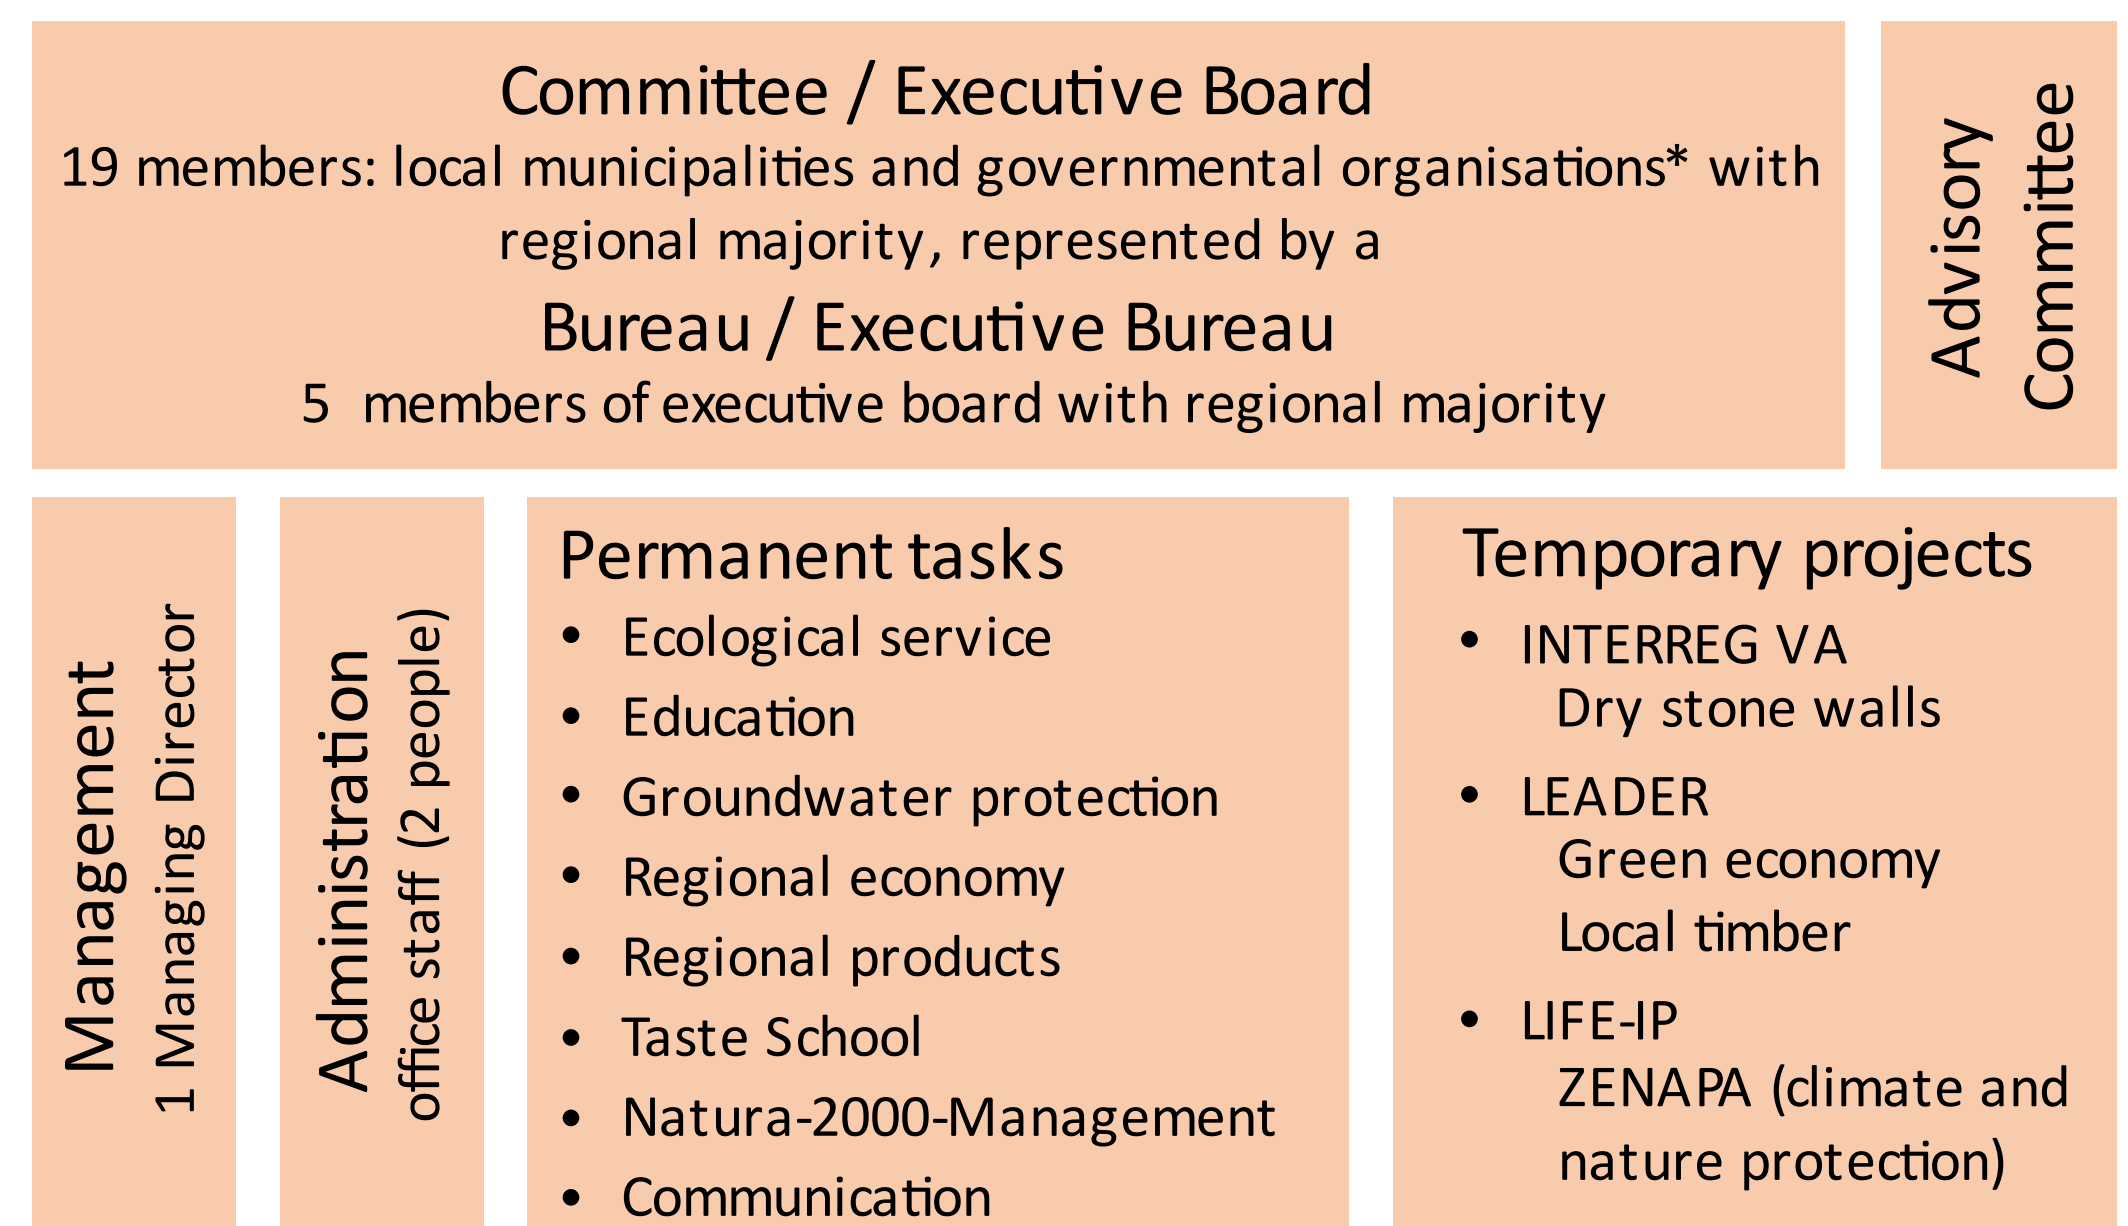 Committee / Executive Board
19 members: local municipalities and governmental organisations* with
regional majority, represented by a
Bureau / Executive Bureau
5 members of executive board with regional majority
Advisory
Committee
Management
1 Managing Director
Administration
office staff (2 people)
Permanent tasks
• Ecological service
• Education
• Groundwater protection
• Regional economy
• Regional products
• Taste School
• Natura-2000-Management
• Communication
Temporary projects
• INTERREG VA
Dry stone walls
• LEADER
Green economy
Local timber
• LIFE-IP
ZENAPA (climate and
nature protection)